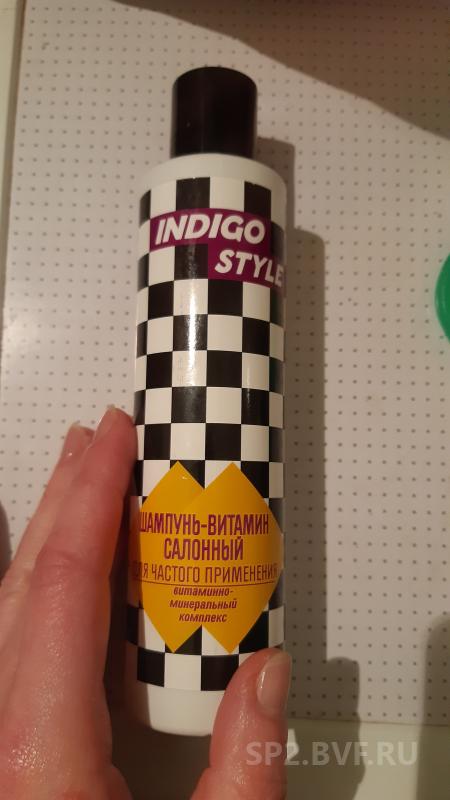 INDIGO
STYLE
ШАМПУНЬ-ВИТАМИН
САЛОННЫЙ
ДЛЯ ЧАСТОГО ПРИМЕНЕНИЯ
витаминно-
минеральный
комплекс
SP2.BVF.RU